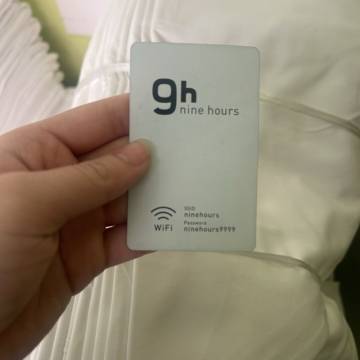 9h
nine hours
SSID
ninehours
Password
ninehours9999
WiFi